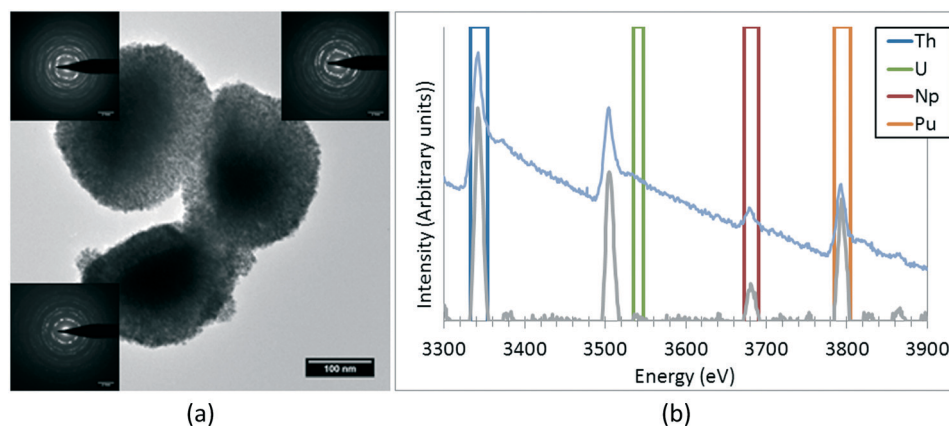 100 nm
(a)
Intensity (Arbitrary units))
Th
U
Np
Pu
3300 3400 3500 3600 3700 3800 3900
Energy (eV)
(b)